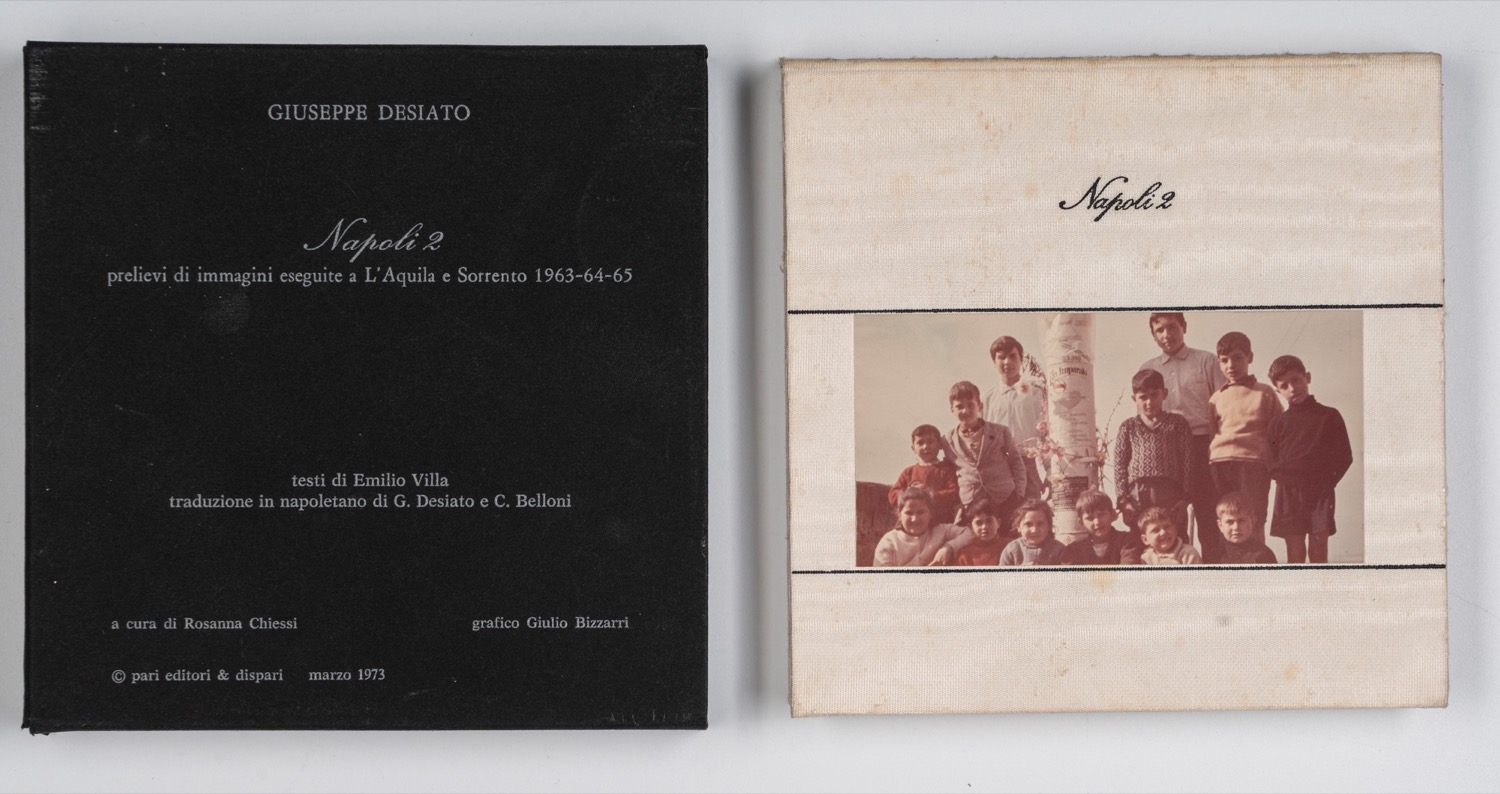 GIUSEPPE DESIATO
Napoli 2
prelievi di immagini eseguite a L'Aquila e Sorrento 1963-64-65
testi di Emilio Villa
traduzione in napoletano di G. Desiato e C. Belloni
a cura di Rosanna Chiessi
grafico Giulio Bizzarri
© pari editori & dispari marzo 1973
Napoli 2